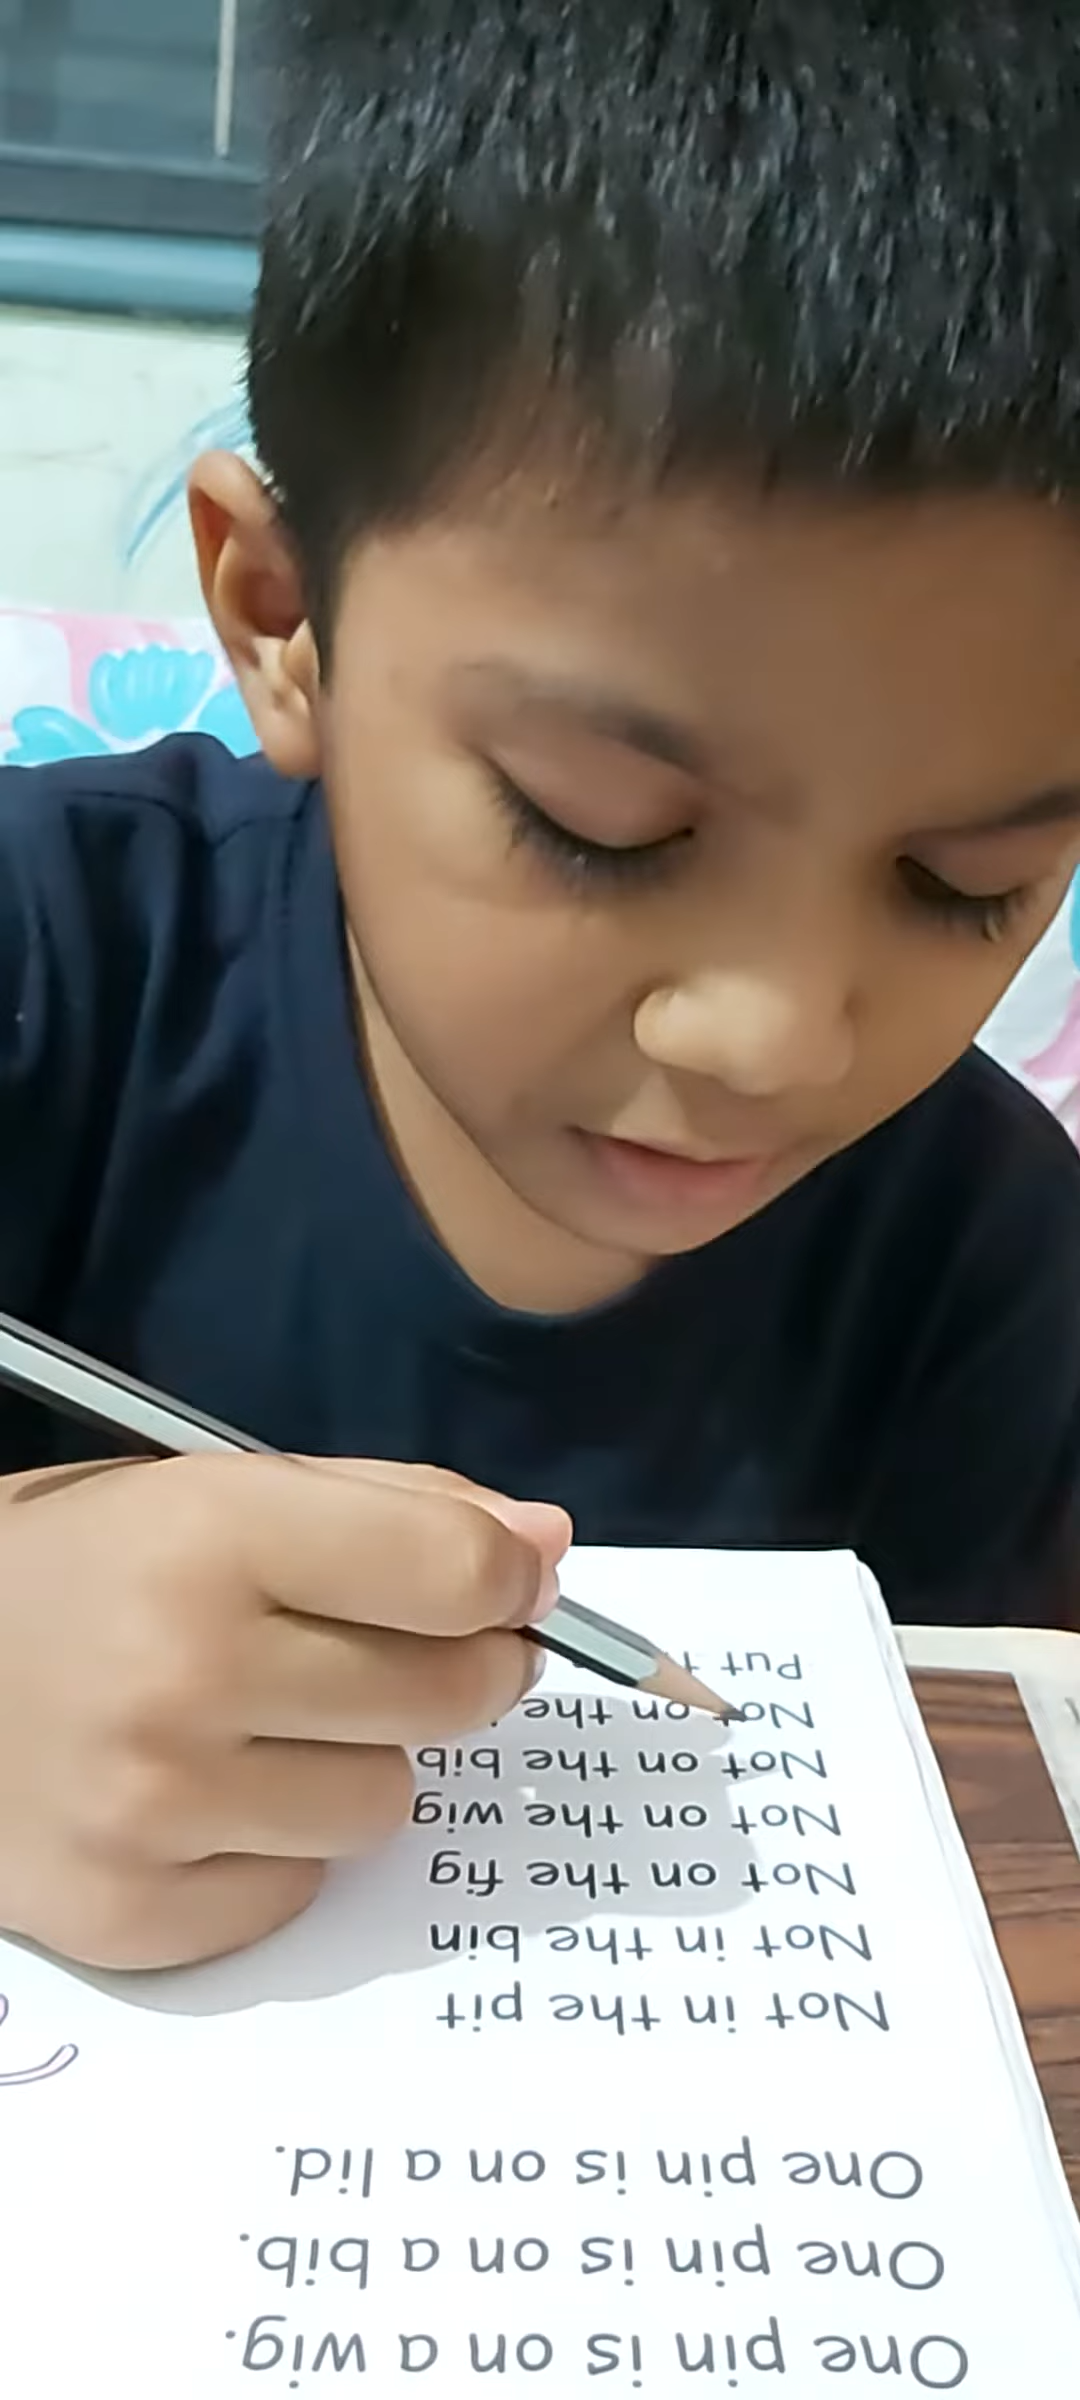 One pin is on a wig.
One pin is on a bib.
One pin is on a lid.
Not in the pit
Not in the bin
Not on the fig
Not on the wig
Not on the bib
Not on the
Put